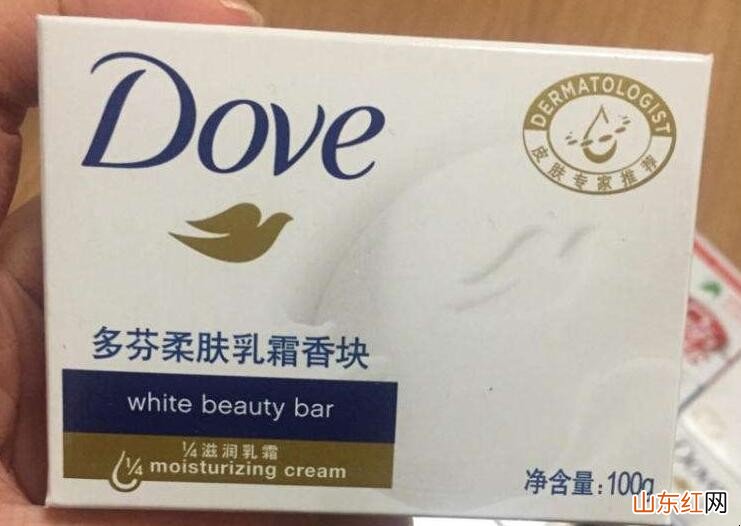 Dove
DERMATOLOGIST
皮肤专家推荐
多芬柔肤乳霜香块
white beauty bar
¼滋润乳霜
¼ moisturizing cream
净含量:100g
Dove
山东红网